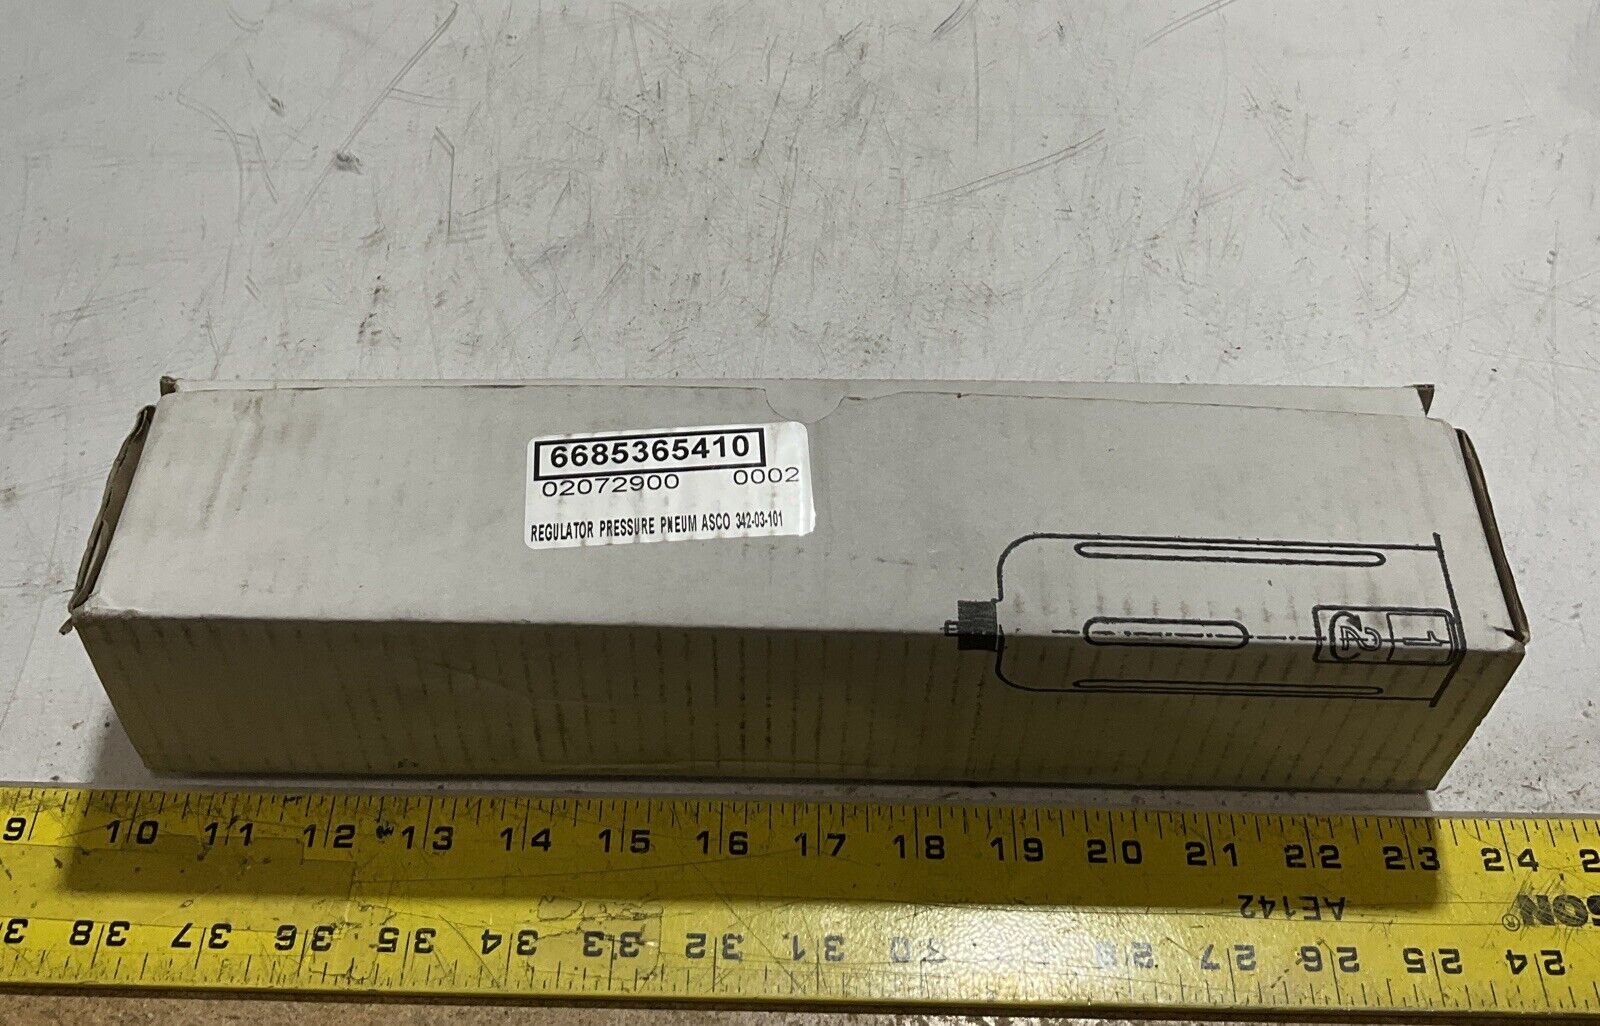 6685365410
02072900 0002
REGULATOR PRESSURE PNEUM ASCO 342-03-101
9 10 11 12 13 14 15 16 17 18 19 20 21 22 23 24
AE142
SON®
38 37 36 35 34 33 32 31 30 27 26 25 24